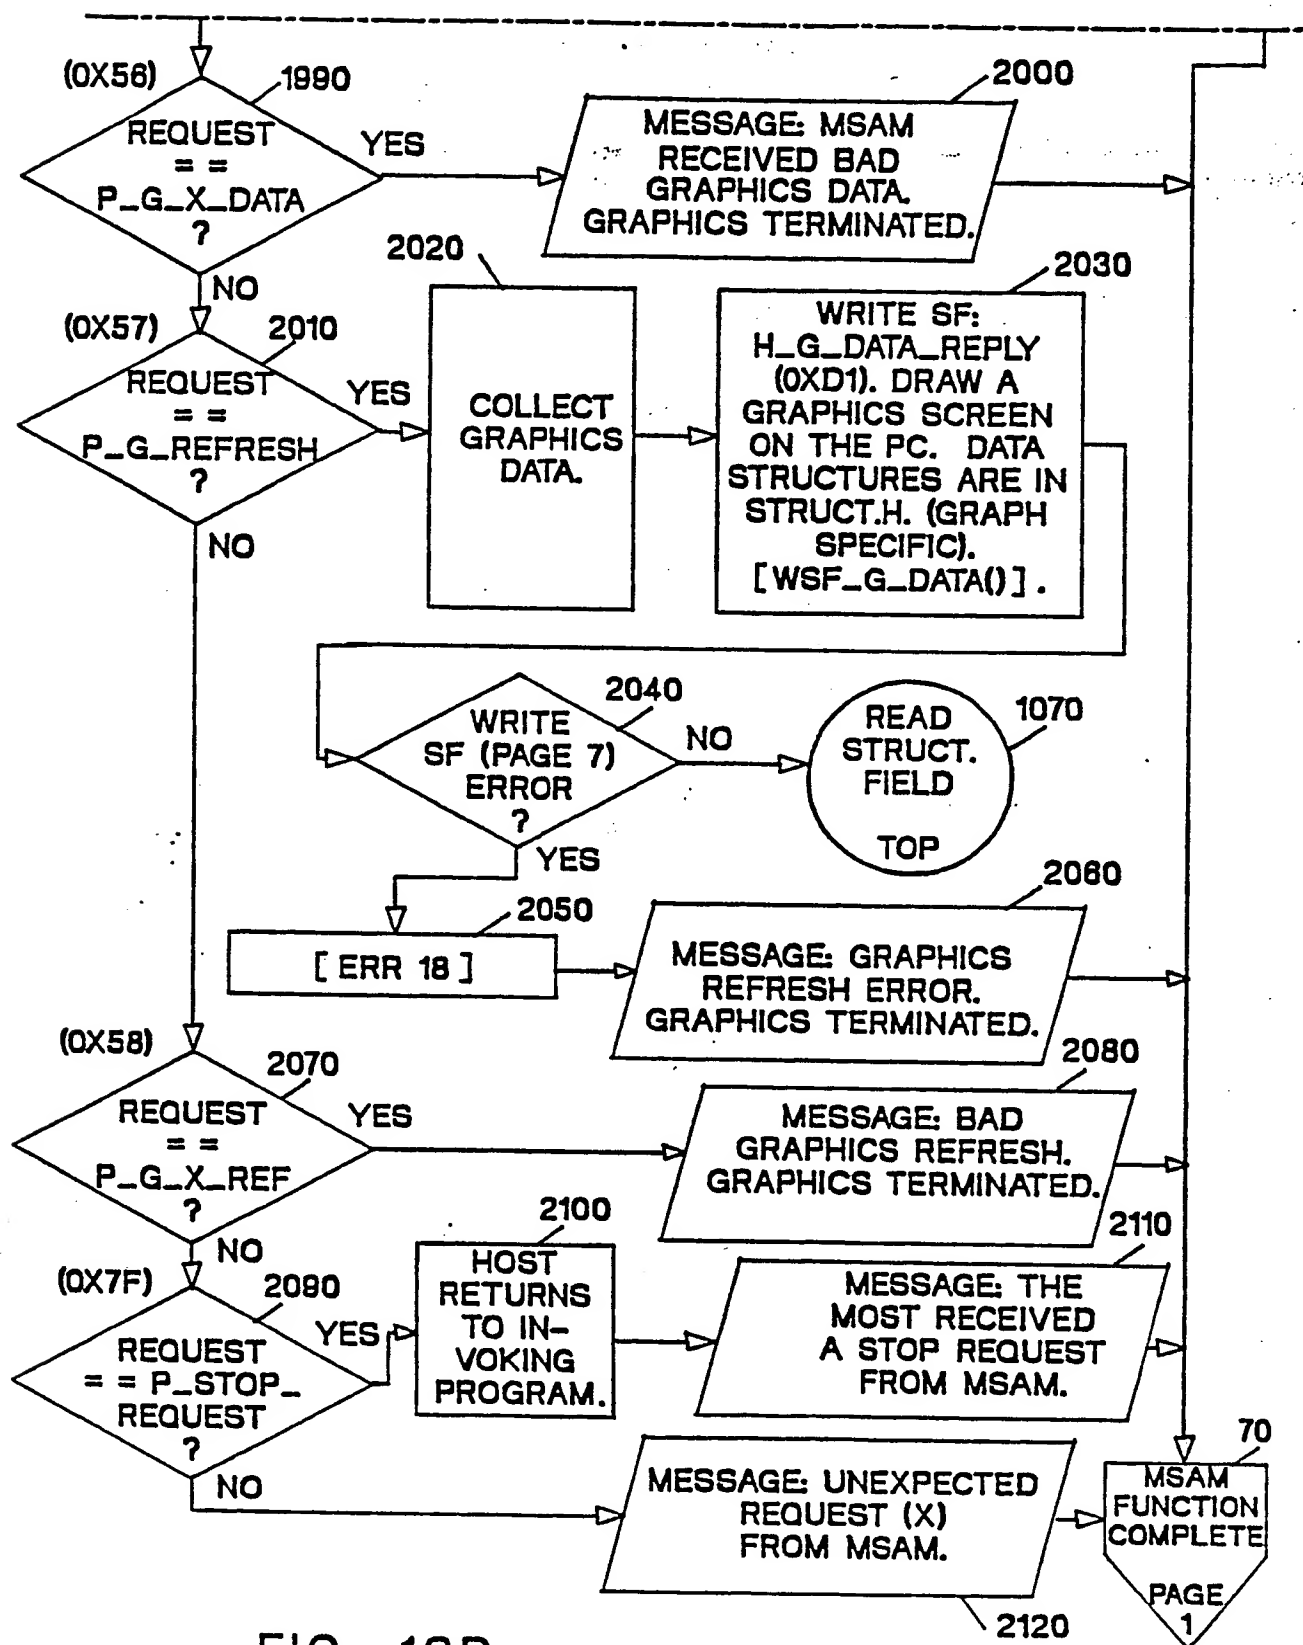 (0X56)
1990
REQUEST
= =
P_G_X_DATA
?
YES
2000
MESSAGE: MSAM
RECEIVED BAD
GRAPHICS DATA.
GRAPHICS TERMINATED.
NO
(0X57)
2010
REQUEST
= =
P_G_REFRESH
?
YES
2020
COLLECT
GRAPHICS
DATA.
2030
WRITE SF:
H_G_DATA_REPLY
(0XD1). DRAW A
GRAPHICS SCREEN
ON THE PC. DATA
STRUCTURES ARE IN
STRUCT.H. (GRAPH
SPECIFIC).
[WSF_G_DATA()].
NO
2040
WRITE
SF (PAGE 7)
ERROR
?
NO
1070
READ
STRUCT.
FIELD
TOP
YES
2050
[ERR 18]
2060
MESSAGE: GRAPHICS
REFRESH ERROR.
GRAPHICS TERMINATED.
(0X58)
2070
REQUEST
= =
P_G_X_REF
?
YES
2080
MESSAGE: BAD
GRAPHICS REFRESH.
GRAPHICS TERMINATED.
NO
(0X7F)
2090
REQUEST
= = P_STOP_
REQUEST
?
YES
2100
HOST
RETURNS
TO IN-
VOKING
PROGRAM.
2110
MESSAGE: THE
MOST RECEIVED
A STOP REQUEST
FROM MSAM.
NO
MESSAGE: UNEXPECTED
REQUEST (X)
FROM MSAM.
2120
70
MSAM
FUNCTION
COMPLETE
PAGE
1